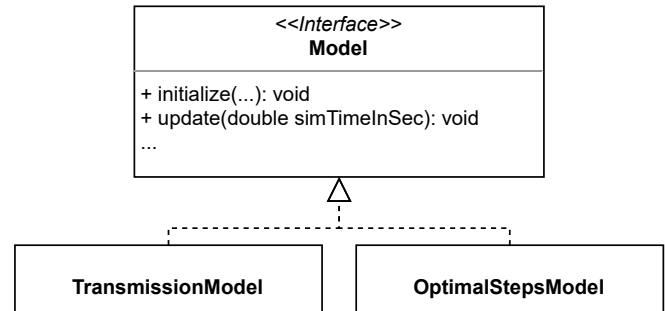 <<Interface>>
Model
+ initialize(...): void
+ update(double simTimeInSec): void
...
TransmissionModel
OptimalStepsModel